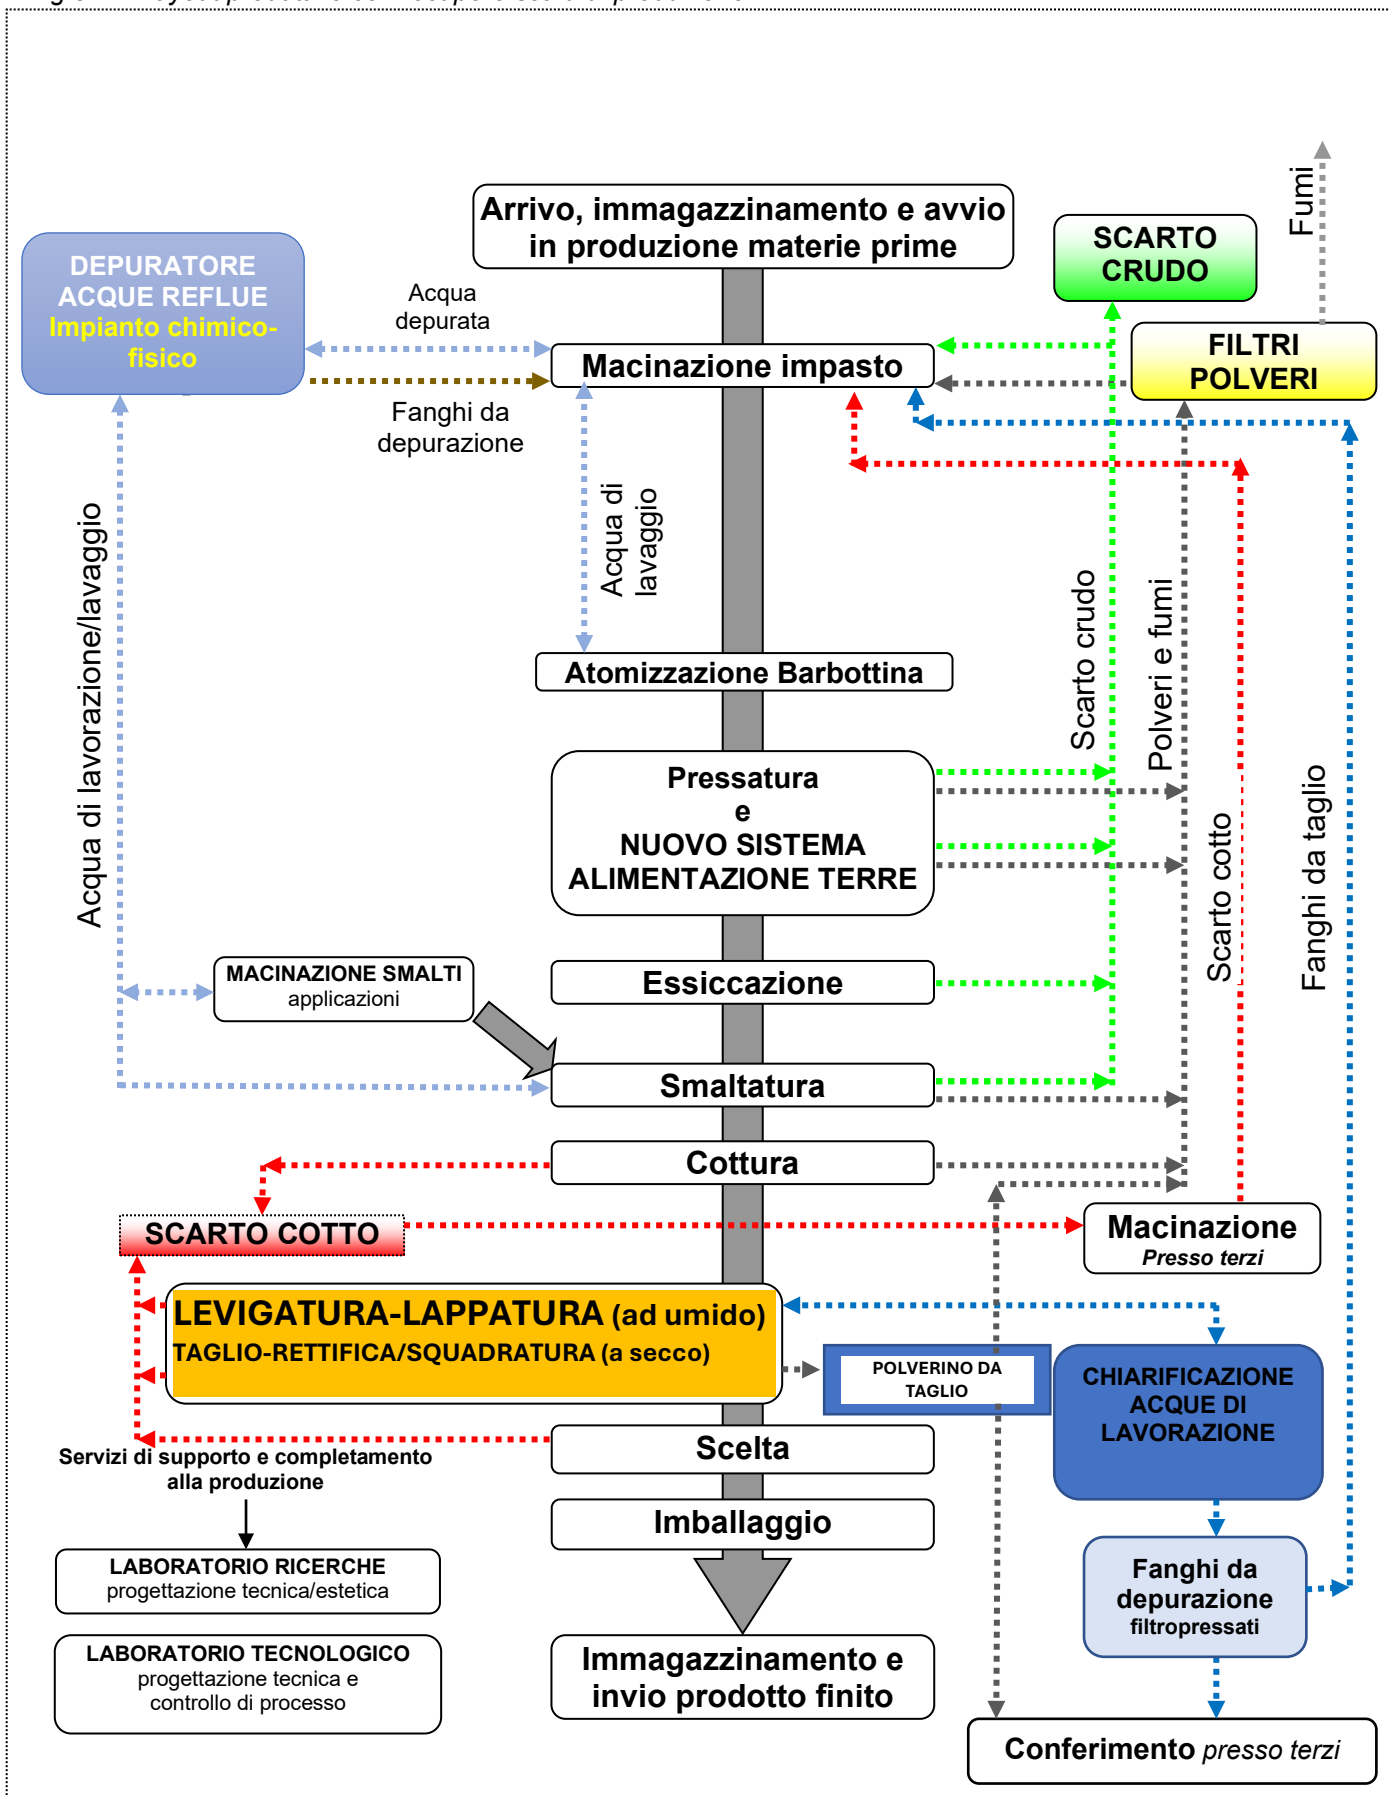 Arrivo, immagazzinamento e avvio
in produzione materie prime
SCARTO
CRUDO
Fumi
DEPURATORE
ACQUE REFLUE
Impianto chimico-
fisico
Acqua
depurata
Macinazione impasto
FILTRI
POLVERI
Fanghi da
depurazione
Acqua di lavorazione/lavaggio
Acqua di
lavaggio
Scarto crudo
Polveri e fumi
Scarto cotto
Fanghi da taglio
Atomizzazione Barbottina
Pressatura
e
NUOVO SISTEMA
ALIMENTAZIONE TERRE
MACINAZIONE SMALTI
applicazioni
Essiccazione
Smaltatura
Cottura
SCARTO COTTO
Macinazione
Presso terzi
LEVIGATURA-LAPPATURA (ad umido)
TAGLIO-RETTIFICA/SQUADRATURA (a secco)
POLVERINO DA
TAGLIO
CHIARIFICAZIONE
ACQUE DI
LAVORAZIONE
Scelta
Servizi di supporto e completamento
alla produzione
Imballaggio
LABORATORIO RICERCHE
progettazione tecnica/estetica
Fanghi da
depurazione
filtropressati
LABORATORIO TECNOLOGICO
progettazione tecnica e
controllo di processo
Immagazzinamento e
invio prodotto finito
Conferimento presso terzi